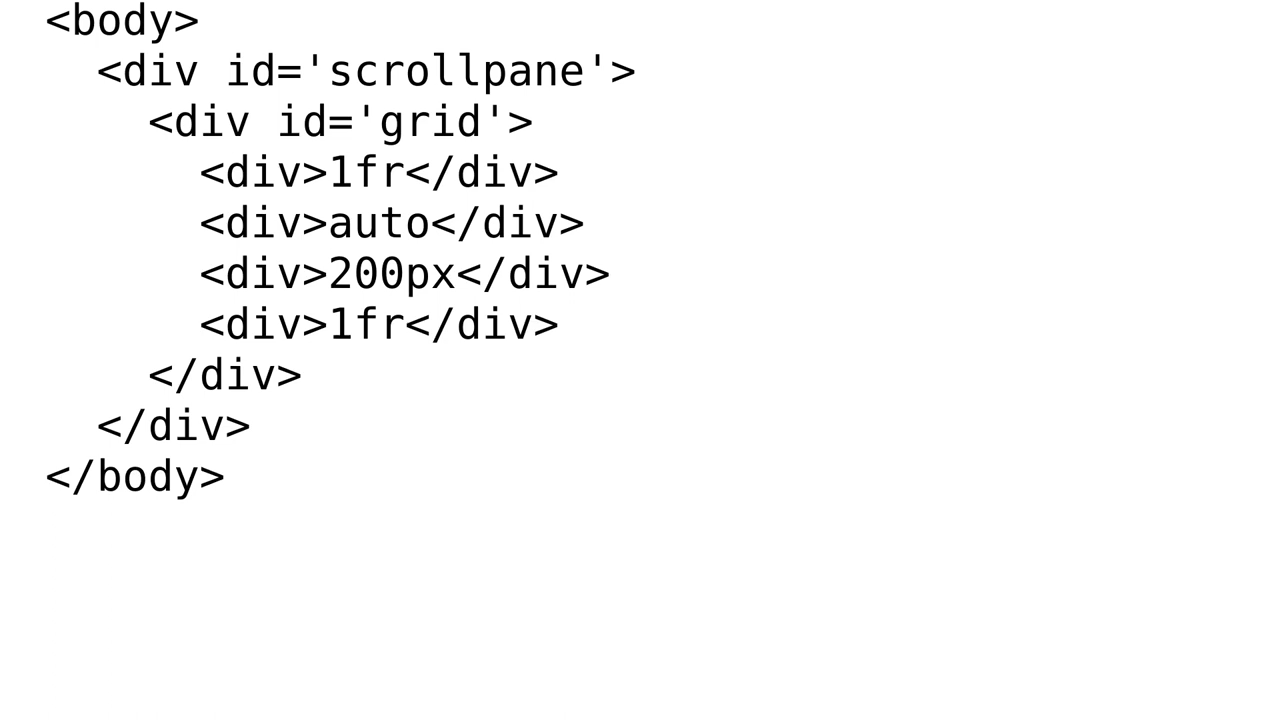 <body>
  <div id='scrollpane'>
    <div id='grid'>
      <div>1fr</div>
      <div>auto</div>
      <div>200px</div>
      <div>1fr</div>
    </div>
  </div>
</body>